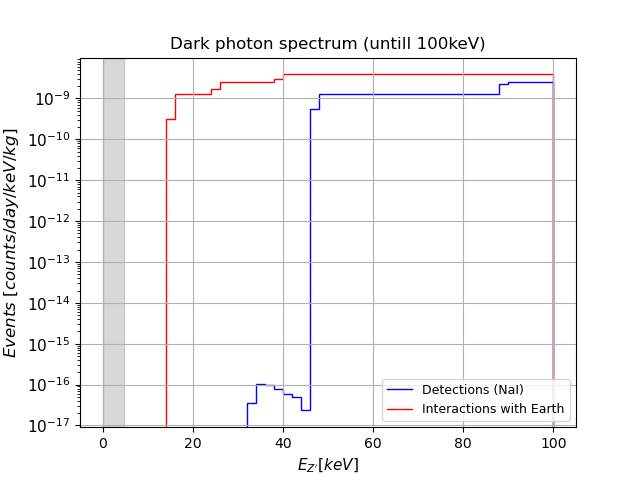 Dark photon spectrum (untill 100keV)
Events [counts/day/keV/kg]
10⁻⁹
10⁻¹⁰
10⁻¹¹
10⁻¹²
10⁻¹³
10⁻¹⁴
10⁻¹⁵
10⁻¹⁶
10⁻¹⁷
Detections (NaI)
Interactions with Earth
0 20 40 60 80 100
E_{Z'}[keV]